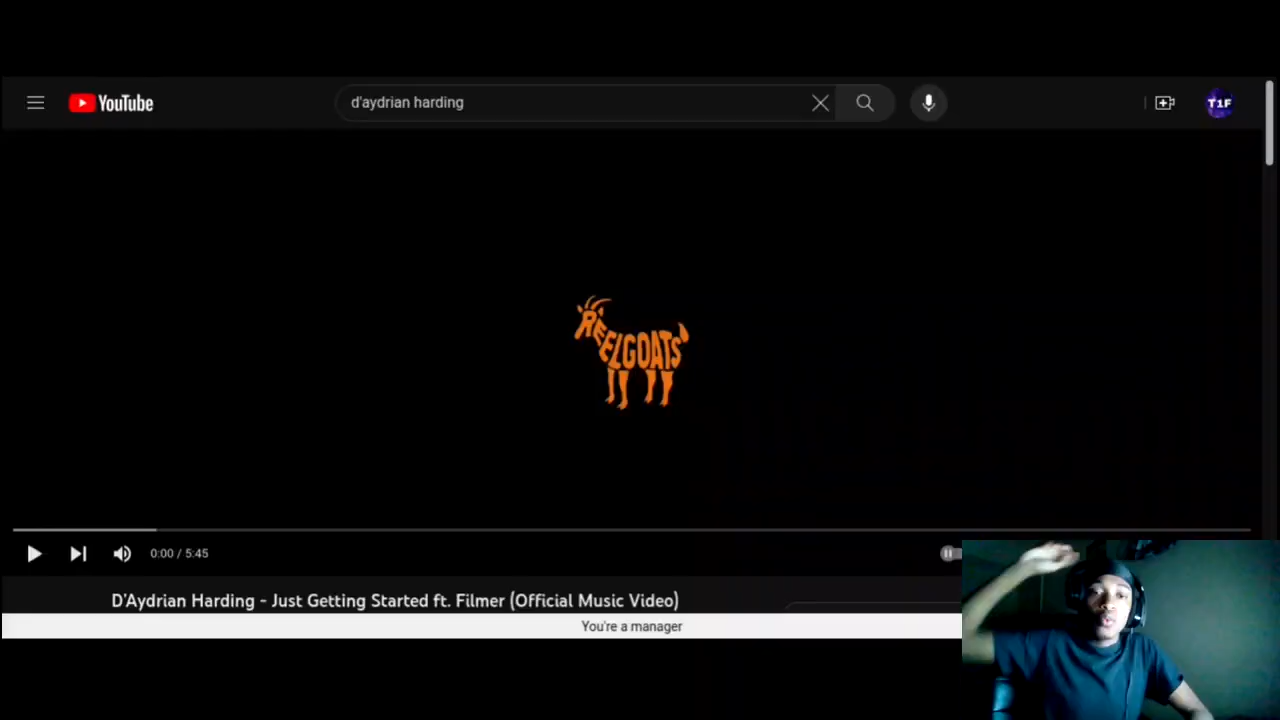 YouTube
d'aydrian harding
T1F
REELGOATS
0:00 / 5:45
D'Aydrian Harding - Just Getting Started ft. Filmer (Official Music Video)
You're a manager